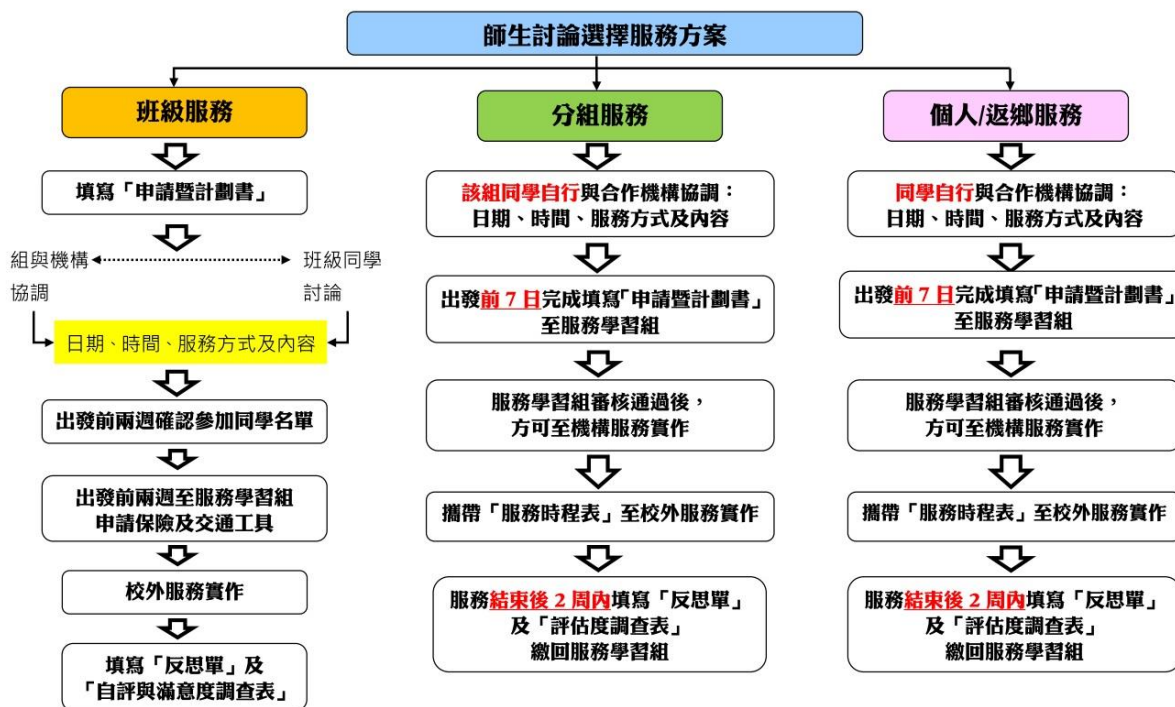 師生討論選擇服務方案
班級服務
填寫「申請暨計劃書」
組與機構
協調
班級同學
討論
日期、時間、服務方式及內容
出發前兩週確認參加同學名單
出發前兩週至服務學習組
申請保險及交通工具
校外服務實作
填寫「反思單」及
「自評與滿意度調查表」
分組服務
該組同學自行與合作機構協調：
日期、時間、服務方式及內容
出發前 7 日完成填寫「申請暨計劃書」
至服務學習組
服務學習組審核通過後，
方可至機構服務實作
攜帶「服務時程表」至校外服務實作
服務結束後 2 周內填寫「反思單」
及「評估度調查表」
繳回服務學習組
個人/返鄉服務
同學自行與合作機構協調：
日期、時間、服務方式及內容
出發前 7 日完成填寫「申請暨計劃書」
至服務學習組
服務學習組審核通過後，
方可至機構服務實作
攜帶「服務時程表」至校外服務實作
服務結束後 2 周內填寫「反思單」
及「評估度調查表」
繳回服務學習組